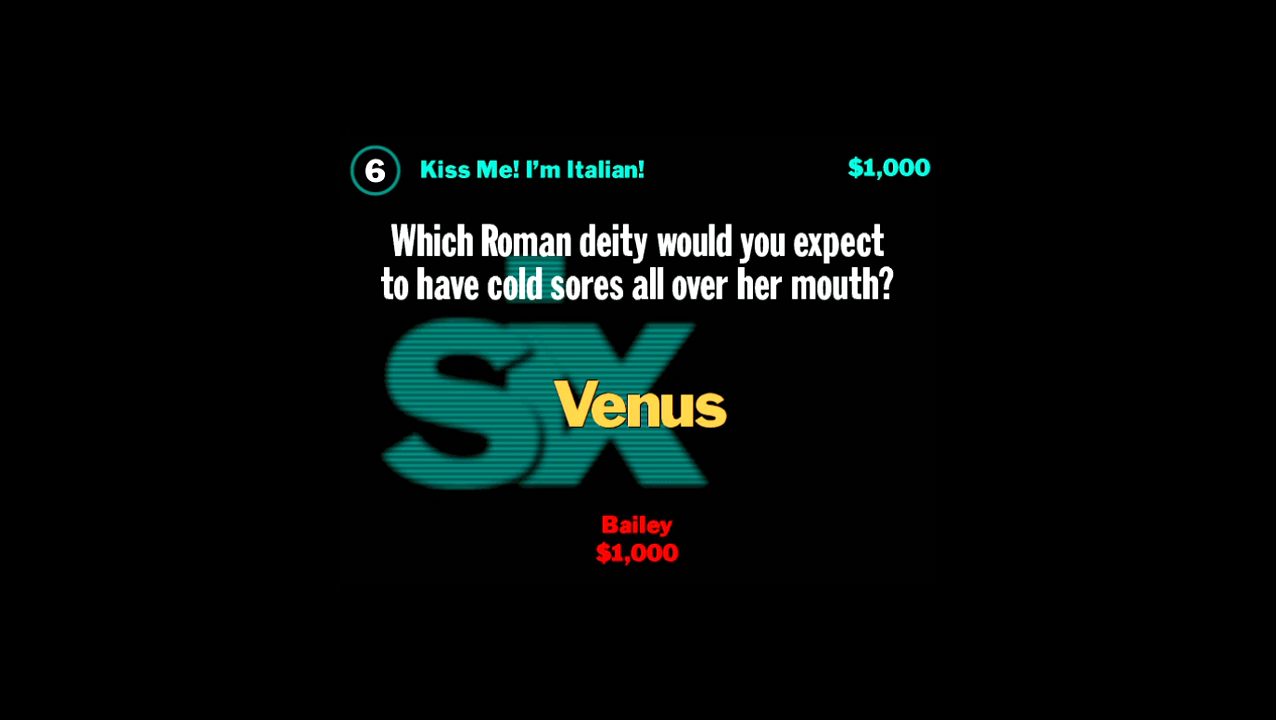 6 Kiss Me! I'm Italian! $1,000
Which Roman deity would you expect
to have cold sores all over her mouth?
six
Venus
Bailey
$1,000